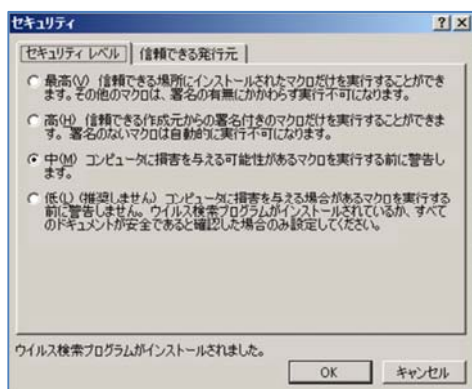 セキュリティ
セキュリティ レベル 信頼できる発行元
最高(V) 信頼できる場所にインストールされたマクロだけを実行することができ
ます。その他のマクロは、署名の有無にかかわらず実行不可になります。
高(H) 信頼できる作成元からの署名付きのマクロだけを実行することができま
す。署名のないマクロは自動的に実行不可になります。
中(M) コンピュータに損害を与える可能性があるマクロを実行する前に警告し
ます。
低(L) (推奨しません) コンピュータに損害を与える場合があるマクロを実行する
前に警告しません。ウイルス検索プログラムがインストールされているか、すべて
のドキュメントが安全であると確認した場合のみ設定してください。
ウイルス検索プログラムがインストールされました。
OK キャンセル